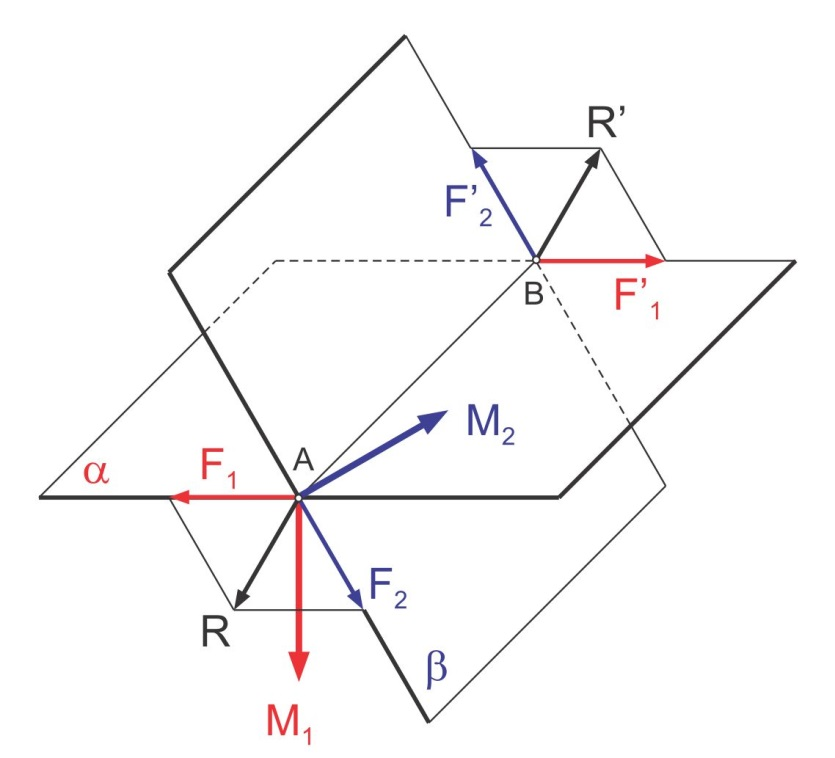 R’
F’₂
F’₁
B
M₂
A
α
F₁
F₂
R
β
M₁